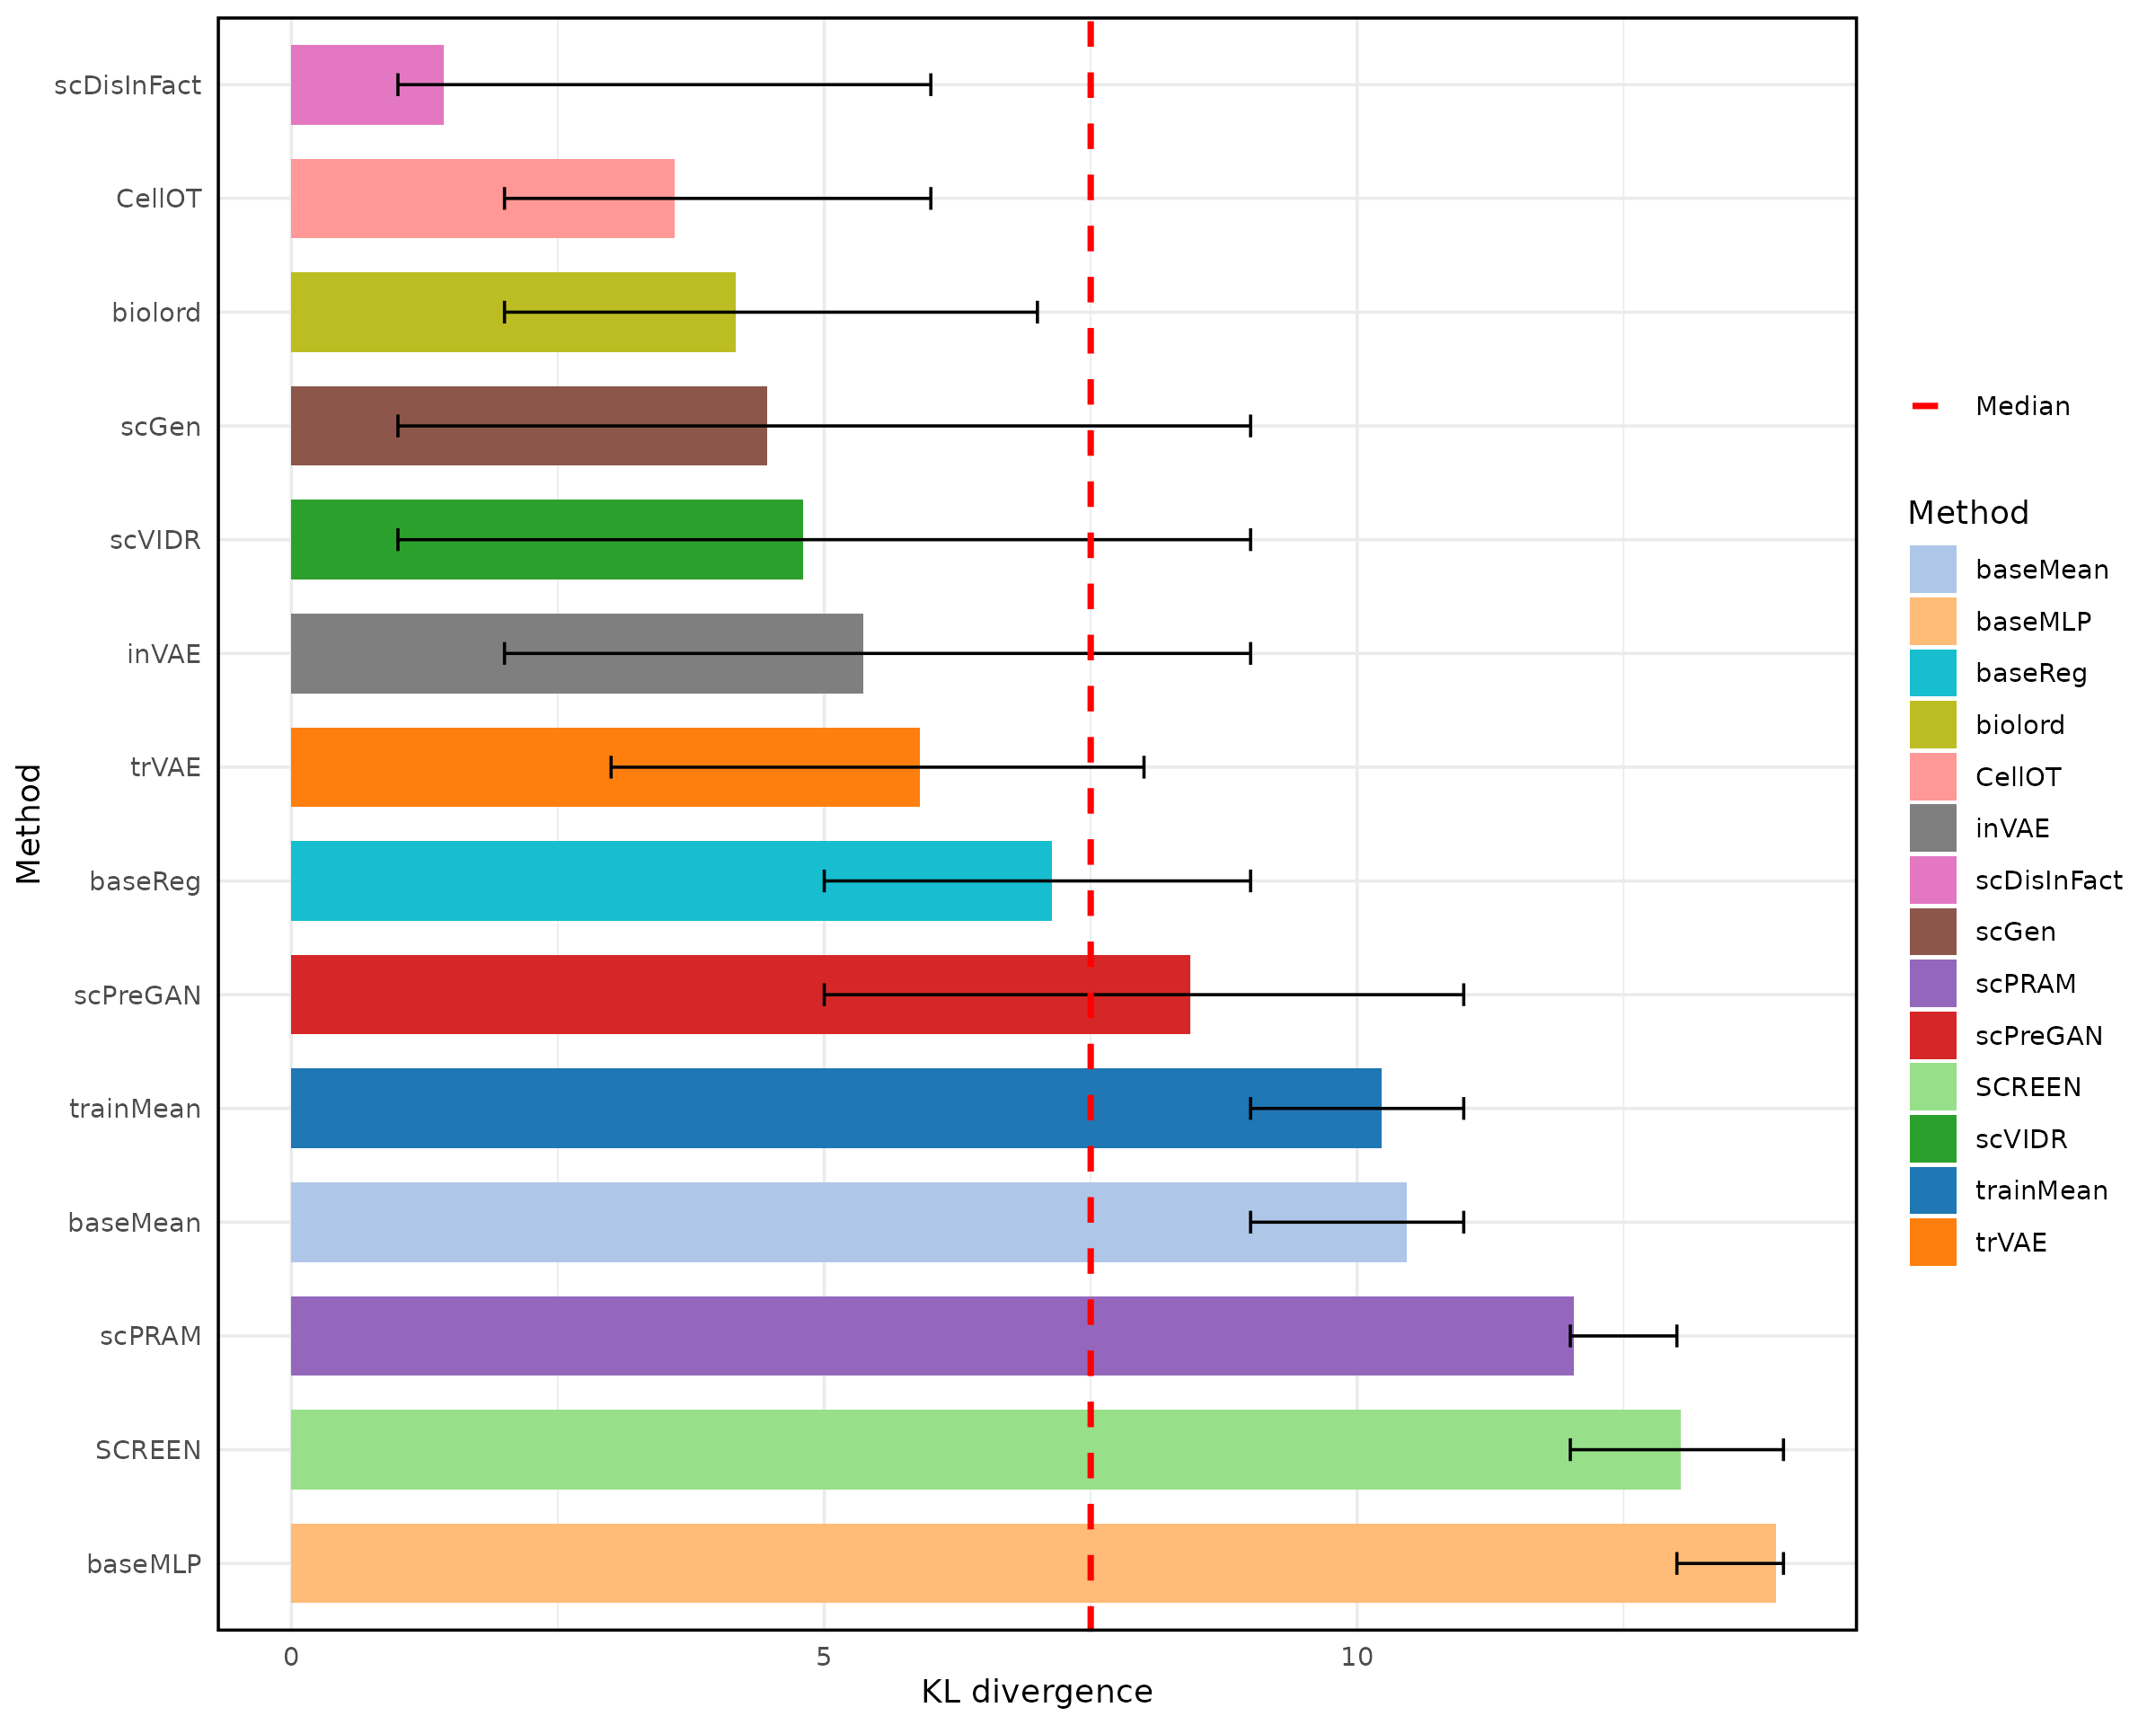 Method
scDisInFact
CellOT
biolord
scGen
scVIDR
inVAE
trVAE
baseReg
scPreGAN
trainMean
baseMean
scPRAM
SCREEN
baseMLP
0 5 10
KL divergence
Median
Method
baseMean
baseMLP
baseReg
biolord
CellOT
inVAE
scDisInFact
scGen
scPRAM
scPreGAN
SCREEN
scVIDR
trainMean
trVAE